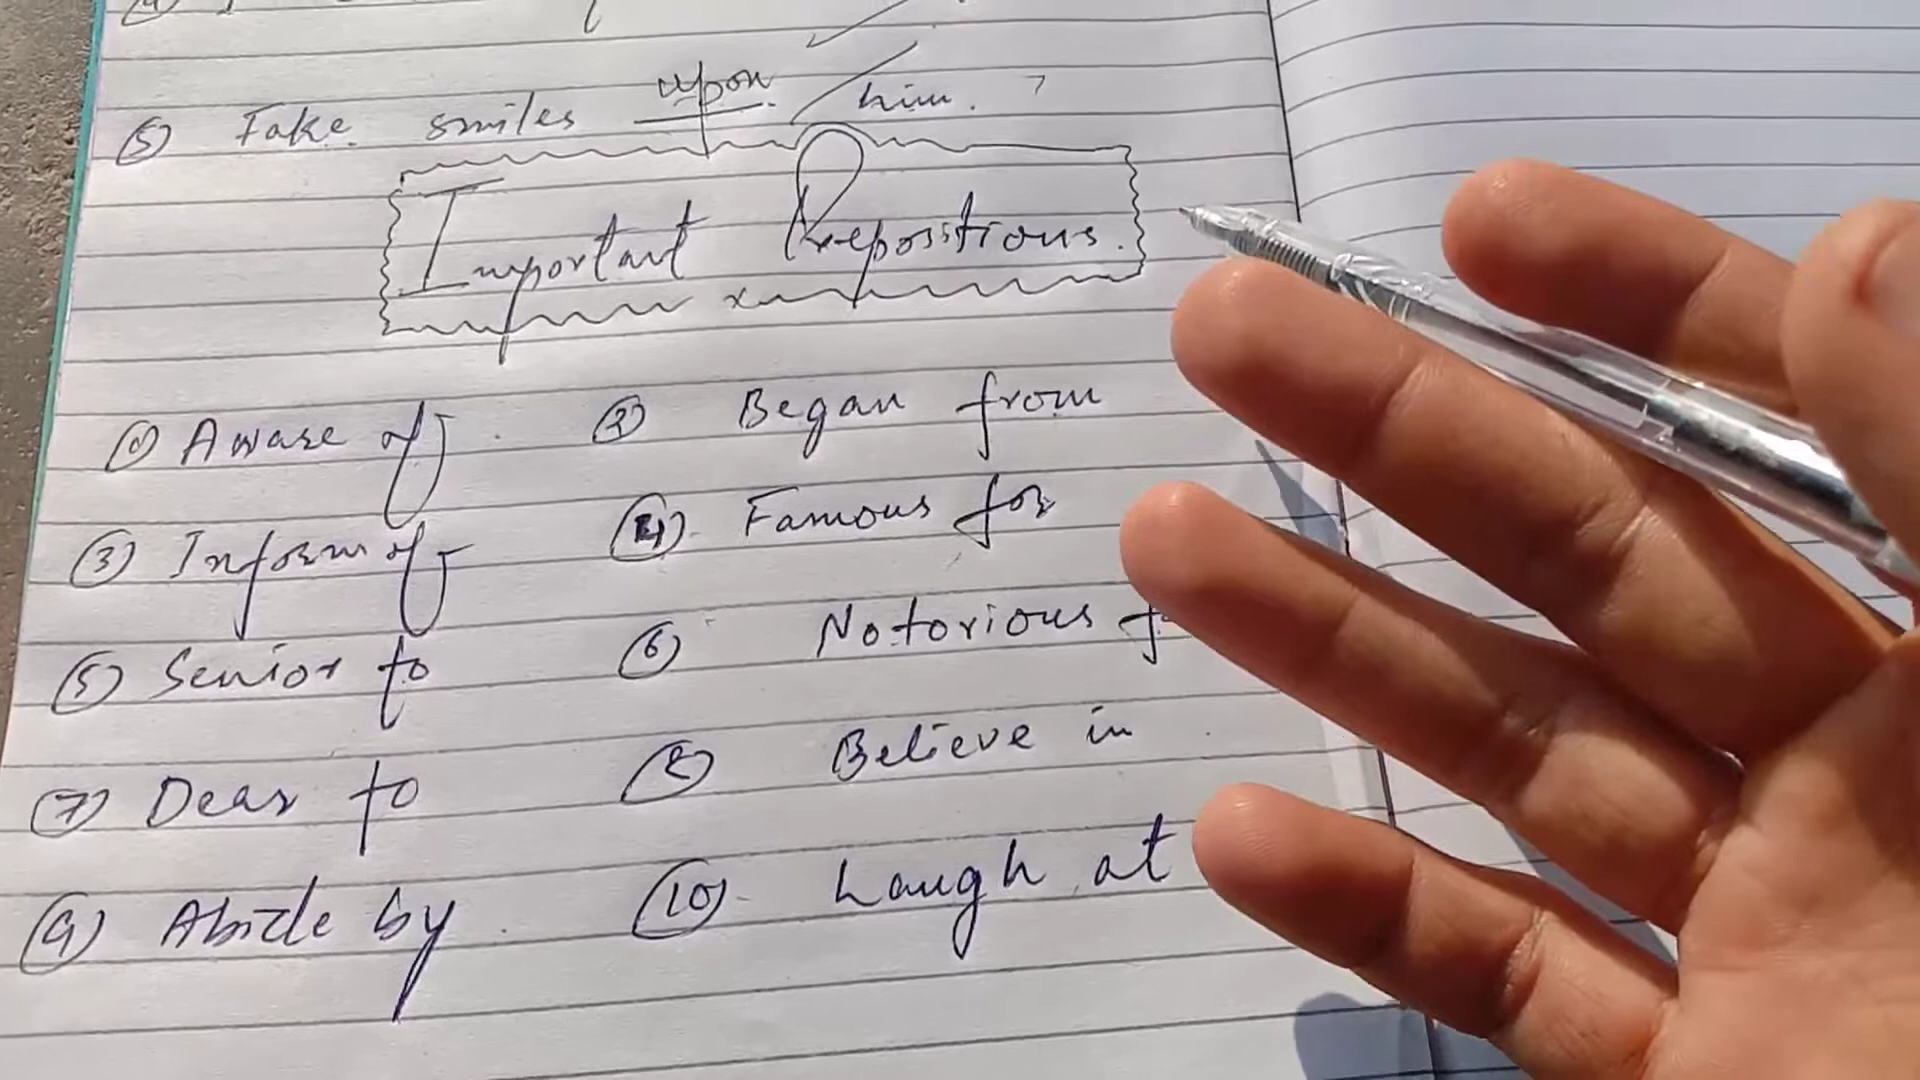 (5) Fake smiles upon him.
Important Prepositions.
(1) Aware of. (2) Began from
(3) Inform of (4). Famous for
(5) Senior to (6) Notorious
(7) Dear to (8) Believe in
(9) Abide by. (10). Laugh at